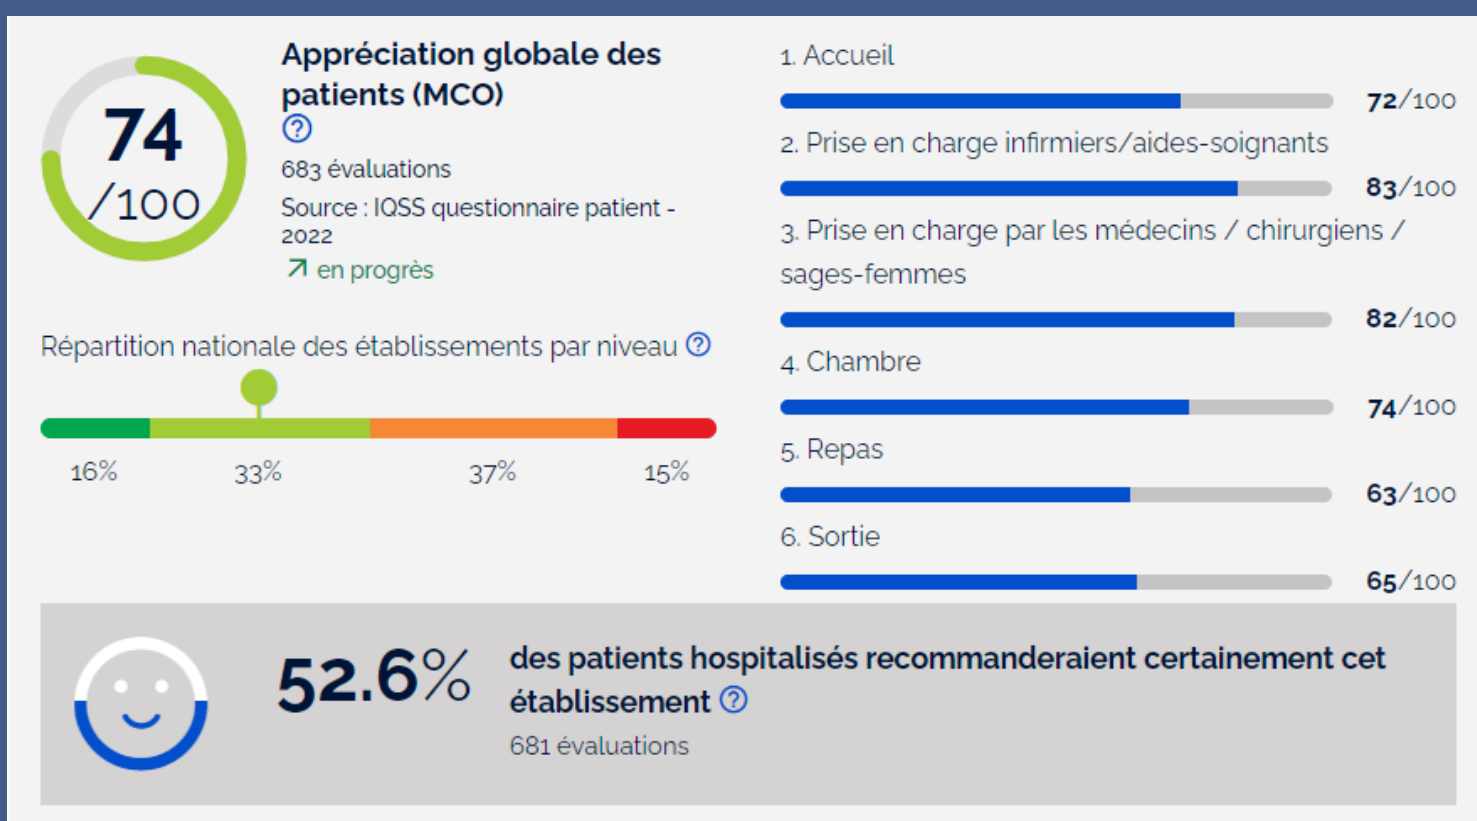 74
/100
Appréciation globale des
patients (MCO)
?
683 évaluations
Source : IQSS questionnaire patient -
2022
en progrès
Répartition nationale des établissements par niveau ?
16% 33% 37% 15%
1. Accueil
72/100
2. Prise en charge infirmiers/aides-soignants
83/100
3. Prise en charge par les médecins / chirurgiens /
sages-femmes
82/100
4. Chambre
74/100
5. Repas
63/100
6. Sortie
65/100
52.6%
des patients hospitalisés recommanderaient certainement cet
établissement ?
681 évaluations